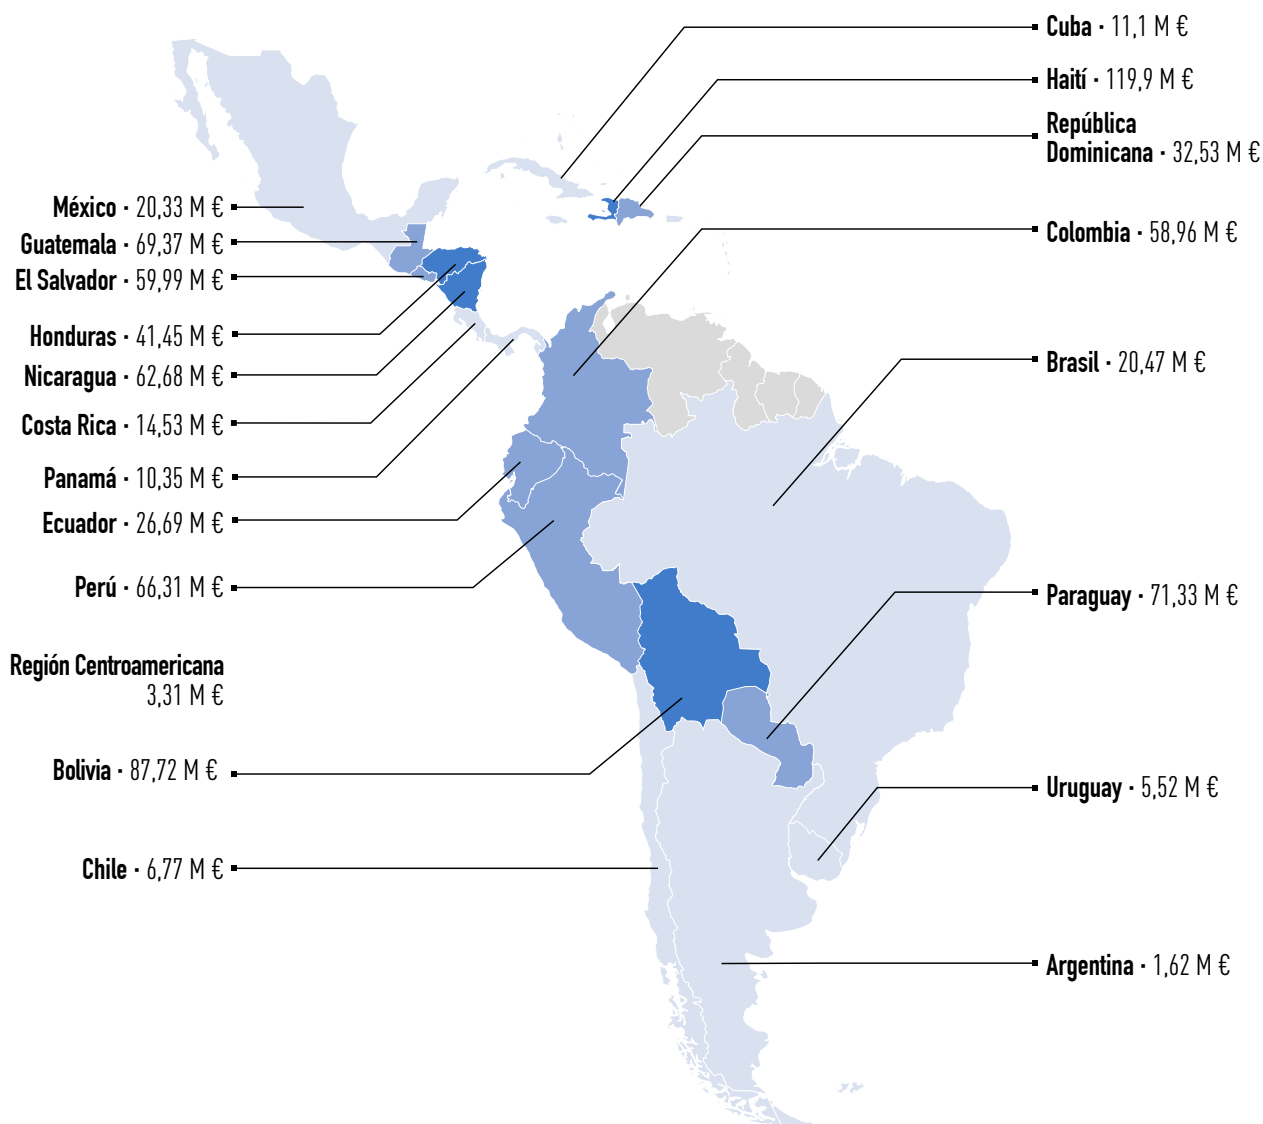 México · 20,33 M €
Guatemala · 69,37 M €
El Salvador · 59,99 M €
Honduras · 41,45 M €
Nicaragua · 62,68 M €
Costa Rica · 14,53 M €
Panamá · 10,35 M €
Ecuador · 26,69 M €
Perú · 66,31 M €
Región Centroamericana
3,31 M €
Bolivia · 87,72 M €
Chile · 6,77 M €
Cuba · 11,1 M €
Haití · 119,9 M €
República
Dominicana · 32,53 M €
Colombia · 58,96 M €
Brasil · 20,47 M €
Paraguay · 71,33 M €
Uruguay · 5,52 M €
Argentina · 1,62 M €